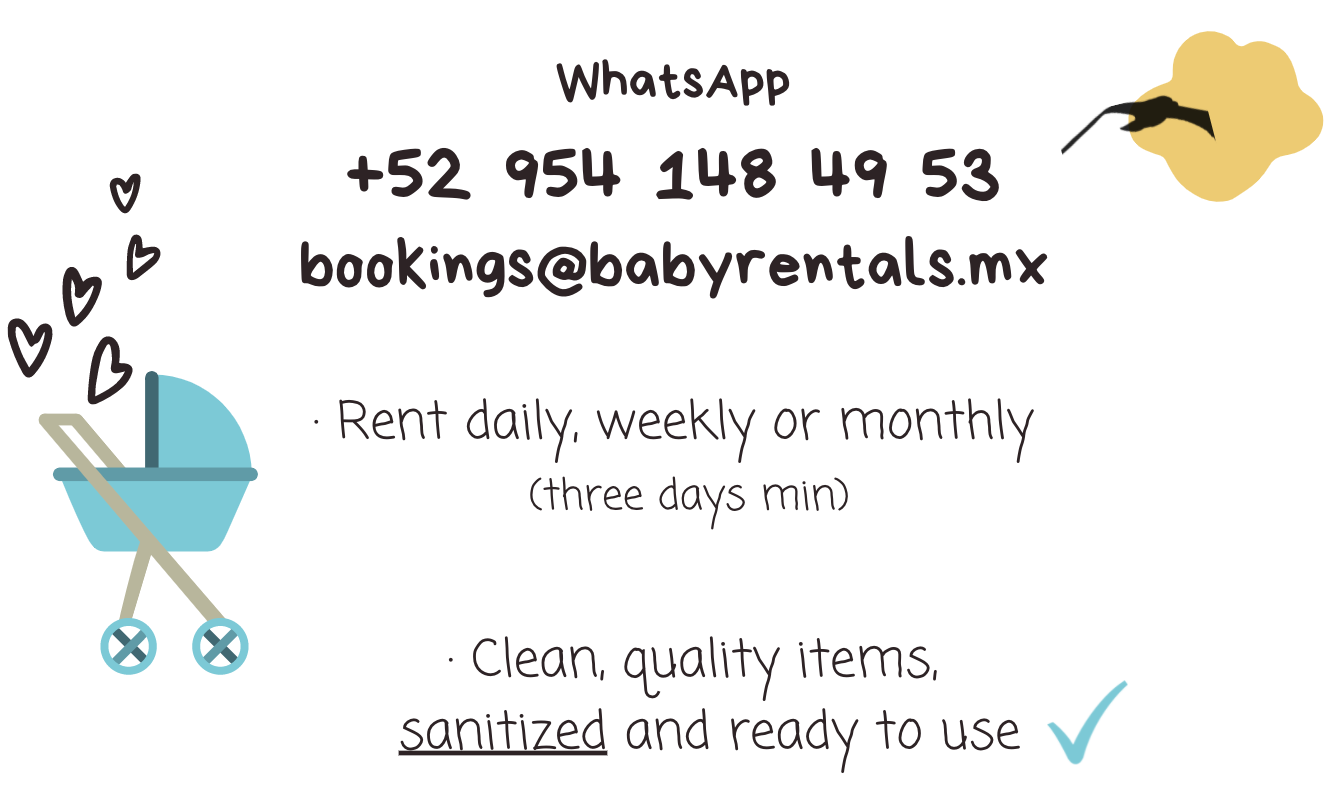 WhatsApp
+52 954 148 49 53
bookings@babyrentals.mx
· Rent daily, weekly or monthly
(three days min)
· Clean, quality items,
sanitized and ready to use